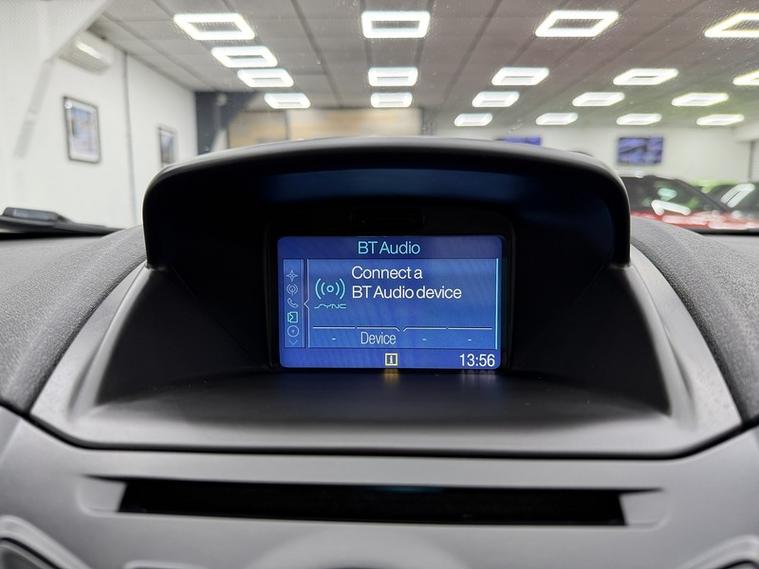 BT Audio
Connect a
BT Audio device
SYNC
- Device - -
i
13:56